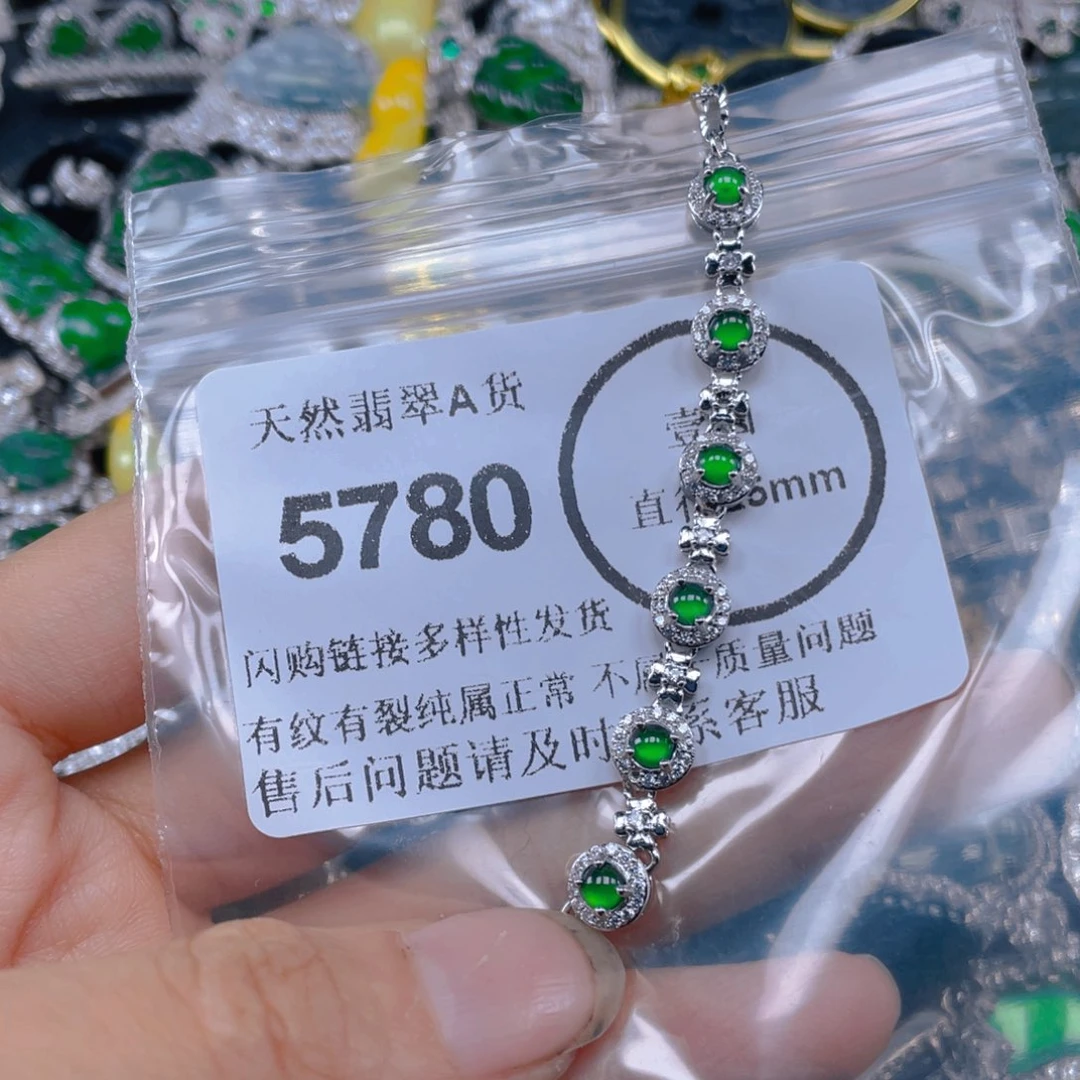 天然翡翠A货
5780
壹
直径 5mm
闪购链接多样性发货
有纹有裂纯属正常 不属 质量问题
售后问题请及时 系客服